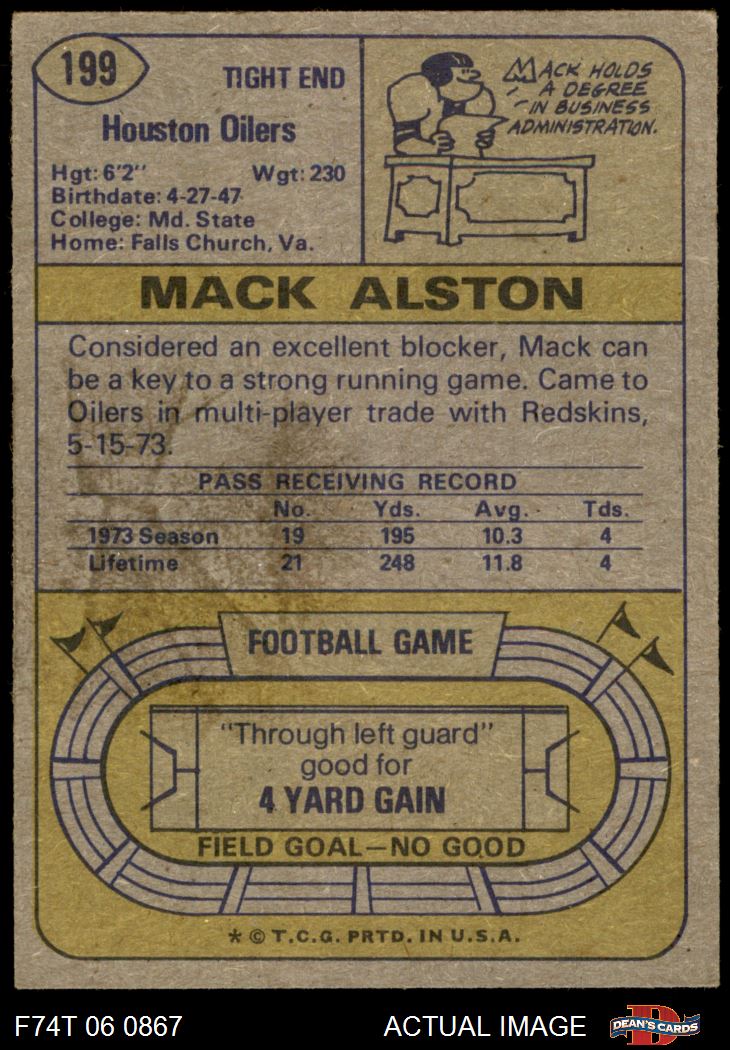 199
TIGHT END
Houston Oilers
Hgt: 6'2" Wgt: 230
Birthdate: 4-27-47
College: Md. State
Home: Falls Church, Va.
MACK HOLDS
A DEGREE
IN BUSINESS
ADMINISTRATION.
MACK ALSTON
Considered an excellent blocker, Mack can
be a key to a strong running game. Came to
Oilers in multi-player trade with Redskins,
5-15-73.
PASS RECEIVING RECORD
No. Yds. Avg. Tds.
1973 Season 19 195 10.3 4
Lifetime 21 248 11.8 4
FOOTBALL GAME
"Through left guard"
good for
4 YARD GAIN
FIELD GOAL—NO GOOD
* © T.C.G. PRTD. IN U.S.A.
F74T 06 0867 ACTUAL IMAGE
D
DEAN'S CARDS